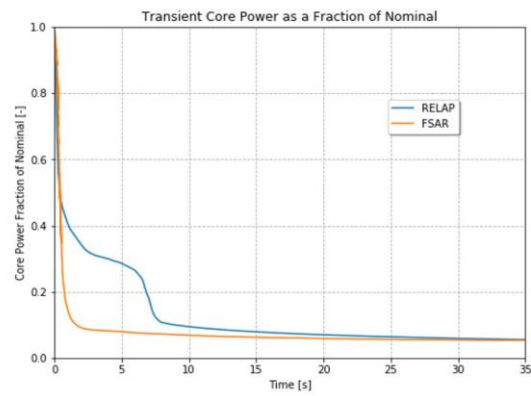 Transient Core Power as a Fraction of Nominal
1.0
0.8
0.6
0.4
0.2
0.0
Core Power Fraction of Nominal [-]
RELAP
FSAR
0 5 10 15 20 25 30 35
Time [s]